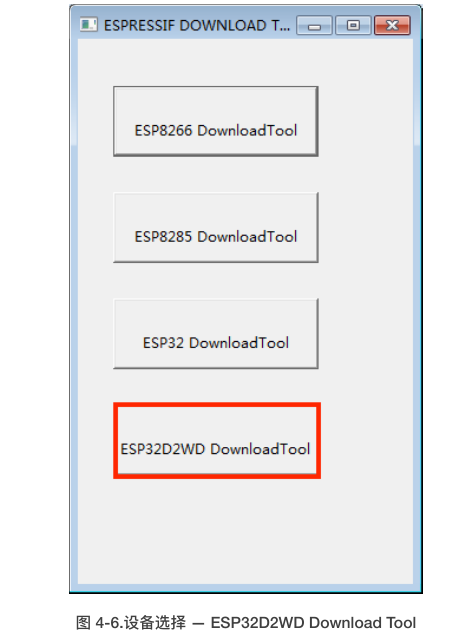 ESPRESSIF DOWNLOAD T...
ESP8266 DownloadTool
ESP8285 DownloadTool
ESP32 DownloadTool
ESP32D2WD DownloadTool
图 4-6.设备选择 — ESP32D2WD Download Tool